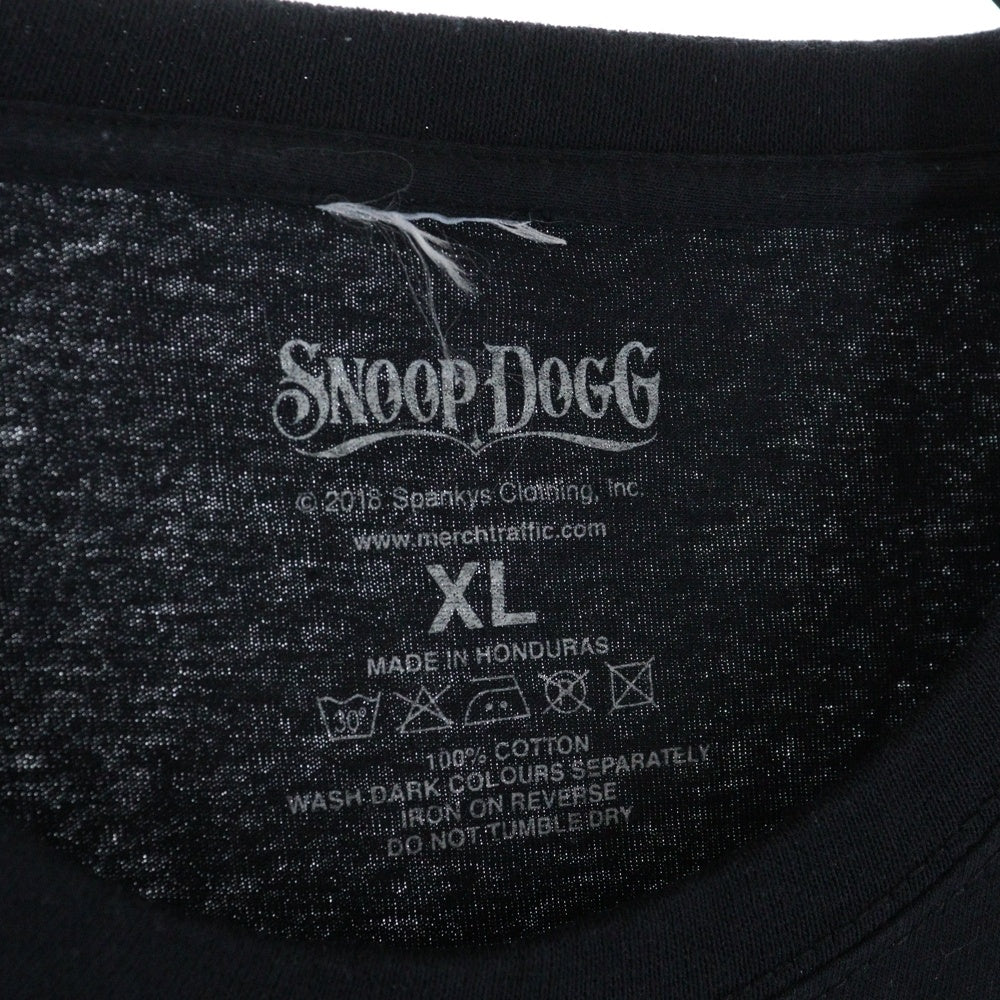 SNOOP DOGG
© 2018 Spankys Clothing, Inc.
www.merchtraffic.com
XL
MADE IN HONDURAS
30°
100% COTTON
WASH DARK COLOURS SEPARATELY
IRON ON REVERSE
DO NOT TUMBLE DRY